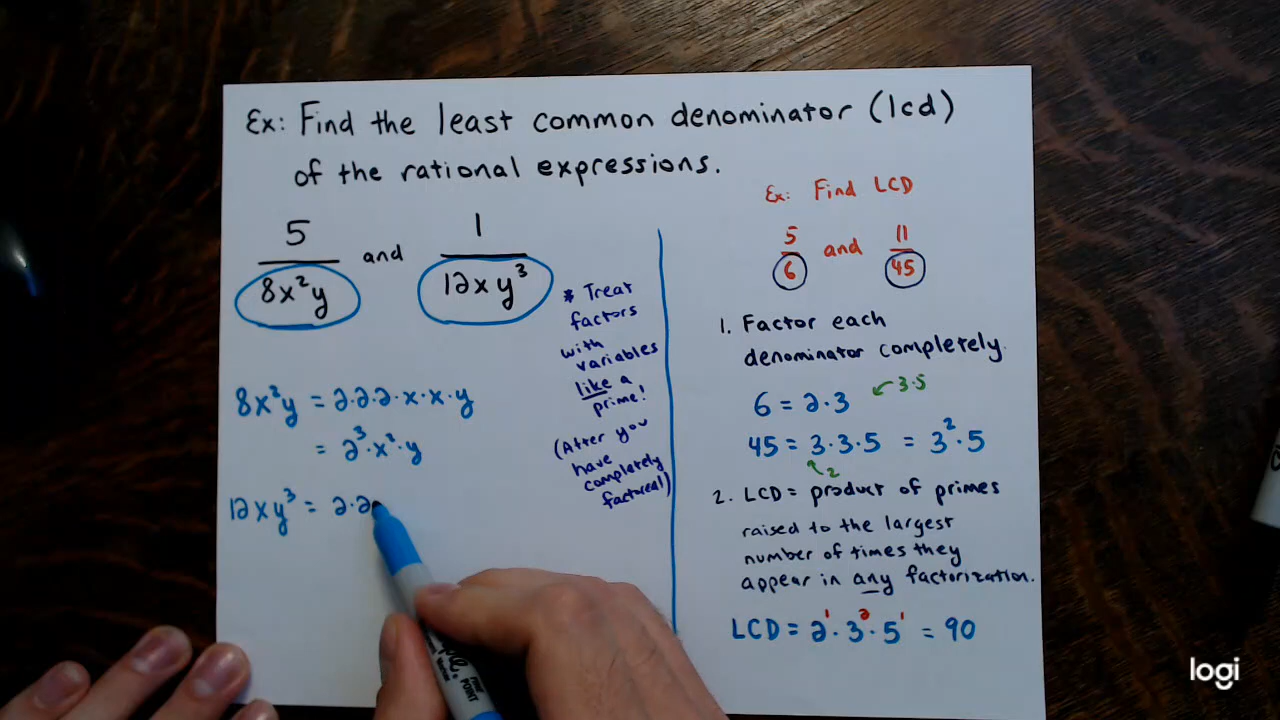 Ex: Find the least common denominator (lcd)
of the rational expressions.
5/8x²y and 1/12xy³
* Treat
factors
with
variables
like a
prime!
(After you
have
completely
factored!)
8x²y = 2·2·2·x·x·y
= 2³·x²·y
12xy³ = 2·2
Ex: Find LCD
5/6 and 11/45
1. Factor each
denominator completely.
6 = 2·3
3·5
45 = 3·3·5 = 3²·5
2
2. LCD = product of primes
raised to the largest
number of times they
appear in any factorization.
LCD = 2¹·3²·5¹ = 90
FINE
POINT
logi